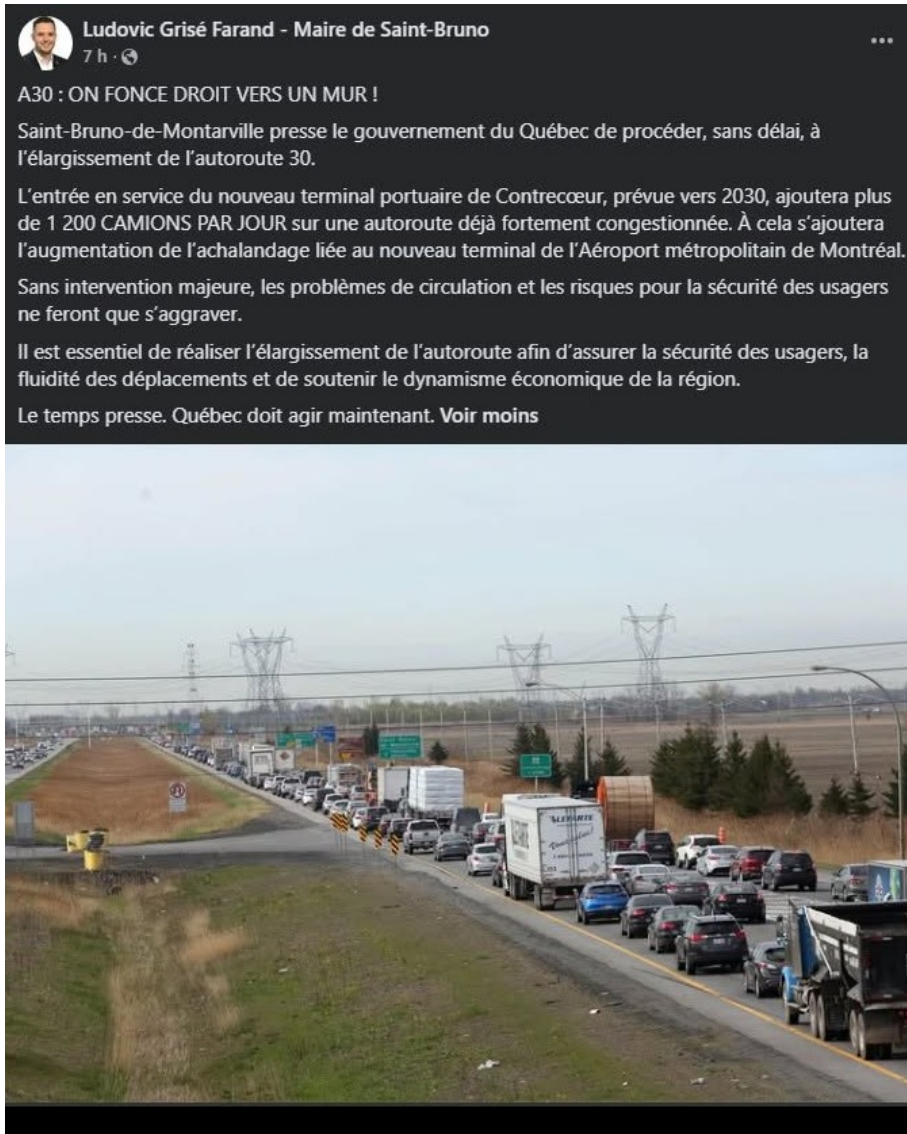 Ludovic Grisé Farand - Maire de Saint-Bruno
7 h ·
A30 : ON FONCE DROIT VERS UN MUR !
Saint-Bruno-de-Montarville presse le gouvernement du Québec de procéder, sans délai, à
l'élargissement de l'autoroute 30.
L'entrée en service du nouveau terminal portuaire de Contrecœur, prévue vers 2030, ajoutera plus
de 1 200 CAMIONS PAR JOUR sur une autoroute déjà fortement congestionnée. À cela s'ajoutera
l'augmentation de l'achalandage liée au nouveau terminal de l'Aéroport métropolitain de Montréal.
Sans intervention majeure, les problèmes de circulation et les risques pour la sécurité des usagers
ne feront que s'aggraver.
Il est essentiel de réaliser l'élargissement de l'autoroute afin d'assurer la sécurité des usagers, la
fluidité des déplacements et de soutenir le dynamisme économique de la région.
Le temps presse. Québec doit agir maintenant. Voir moins